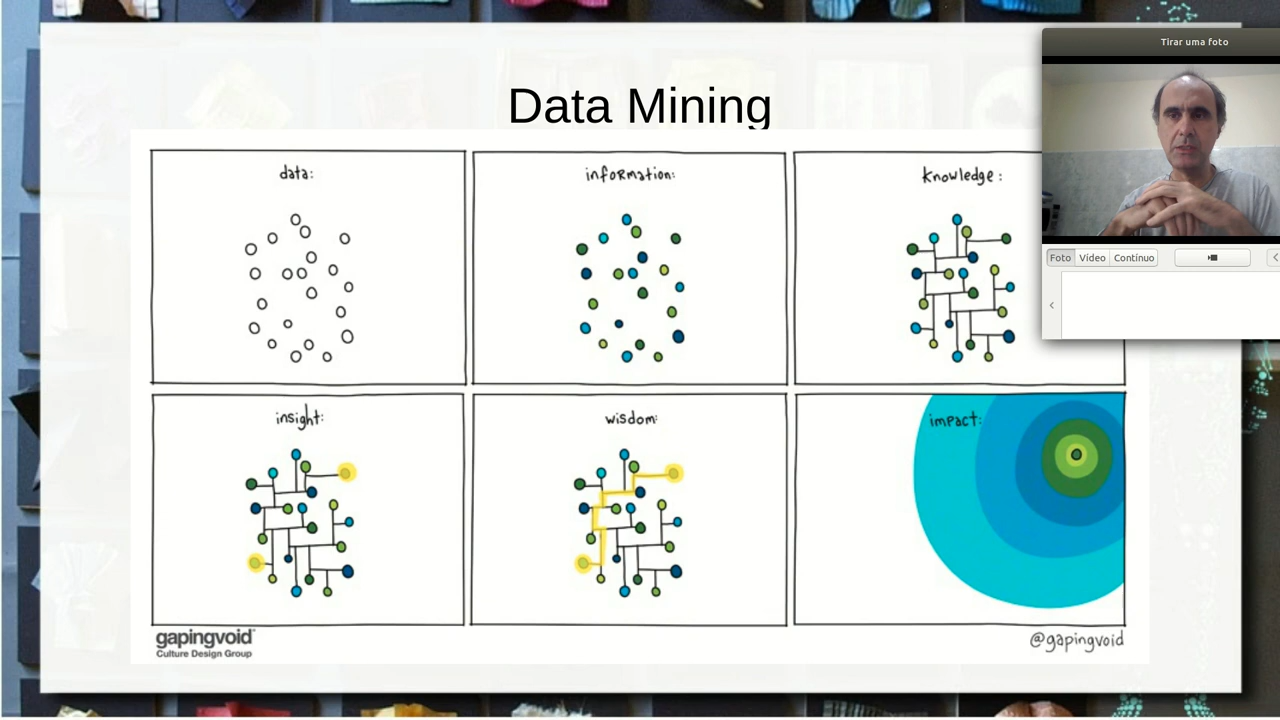 Tirar uma foto
Data Mining
data:
information:
knowledge:
Foto Vídeo Contínuo
insight:
wisdom:
impact:
gapingvoid
Culture Design Group
@gapingvoid